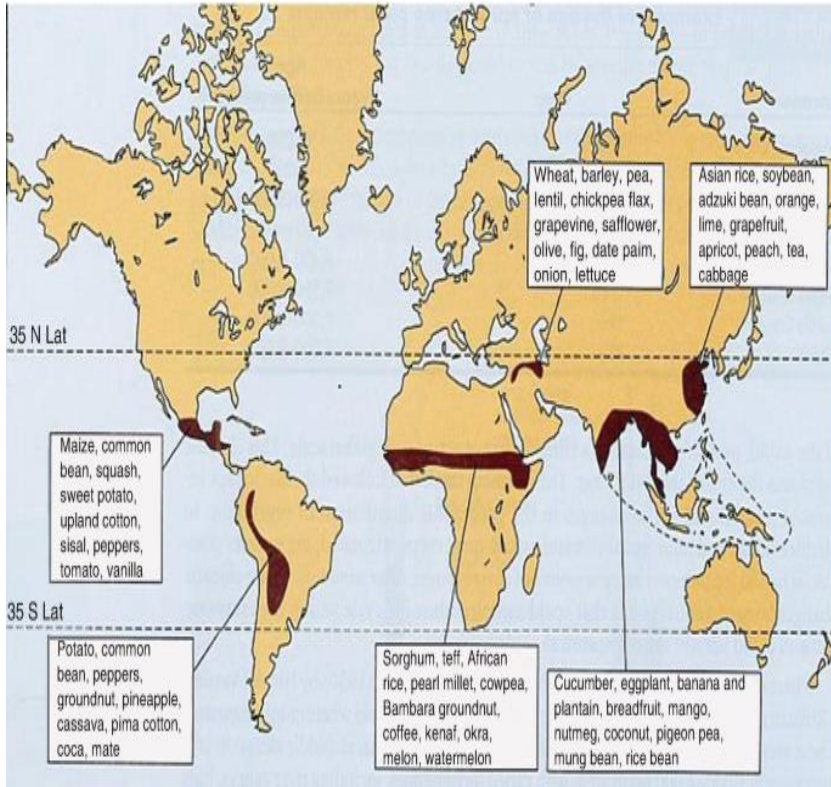 Wheat, barley, pea,
lentil, chickpea flax,
grapevine, safflower,
olive, fig, date palm,
onion, lettuce
Asian rice, soybean,
adzuki bean, orange,
lime, grapefruit,
apricot, peach, tea,
cabbage
35 N Lat
Maize, common
bean, squash,
sweet potato,
upland cotton,
sisal, peppers,
tomato, vanilla
35 S Lat
Potato, common
bean, peppers,
groundnut, pineapple,
cassava, pima cotton,
coca, mate
Sorghum, teff, African
rice, pearl millet, cowpea,
Bambara groundnut,
coffee, kenaf, okra,
melon, watermelon
Cucumber, eggplant, banana and
plantain, breadfruit, mango,
nutmeg, coconut, pigeon pea,
mung bean, rice bean